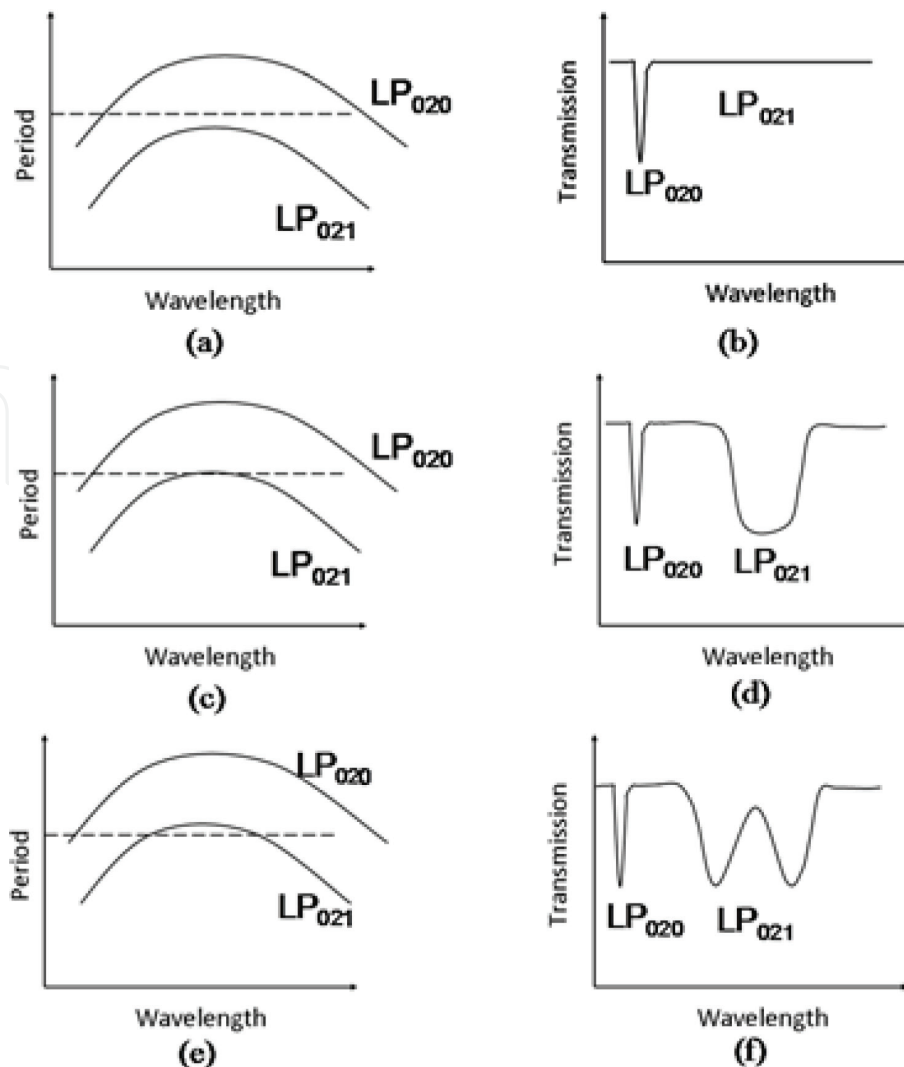 Period
LP020
LP021
Wavelength
(a)
Transmission
LP021
LP020
Wavelength
(b)
Period
LP020
LP021
Wavelength
(c)
Transmission
LP020
LP021
Wavelength
(d)
Period
LP020
LP021
Wavelength
(e)
Transmission
LP020
LP021
Wavelength
(f)